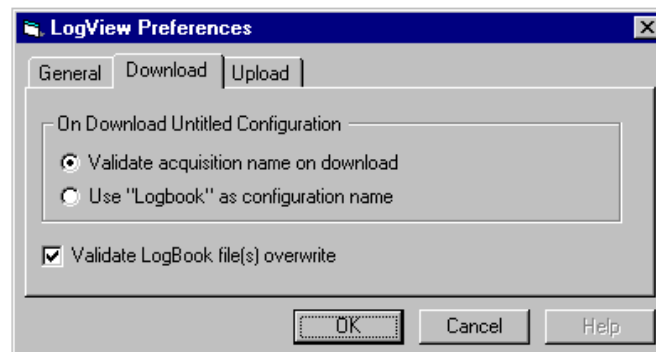 LogView Preferences
General Download Upload
On Download Untitled Configuration
Validate acquisition name on download
Use "Logbook" as configuration name
Validate LogBook file(s) overwrite
OK Cancel Help